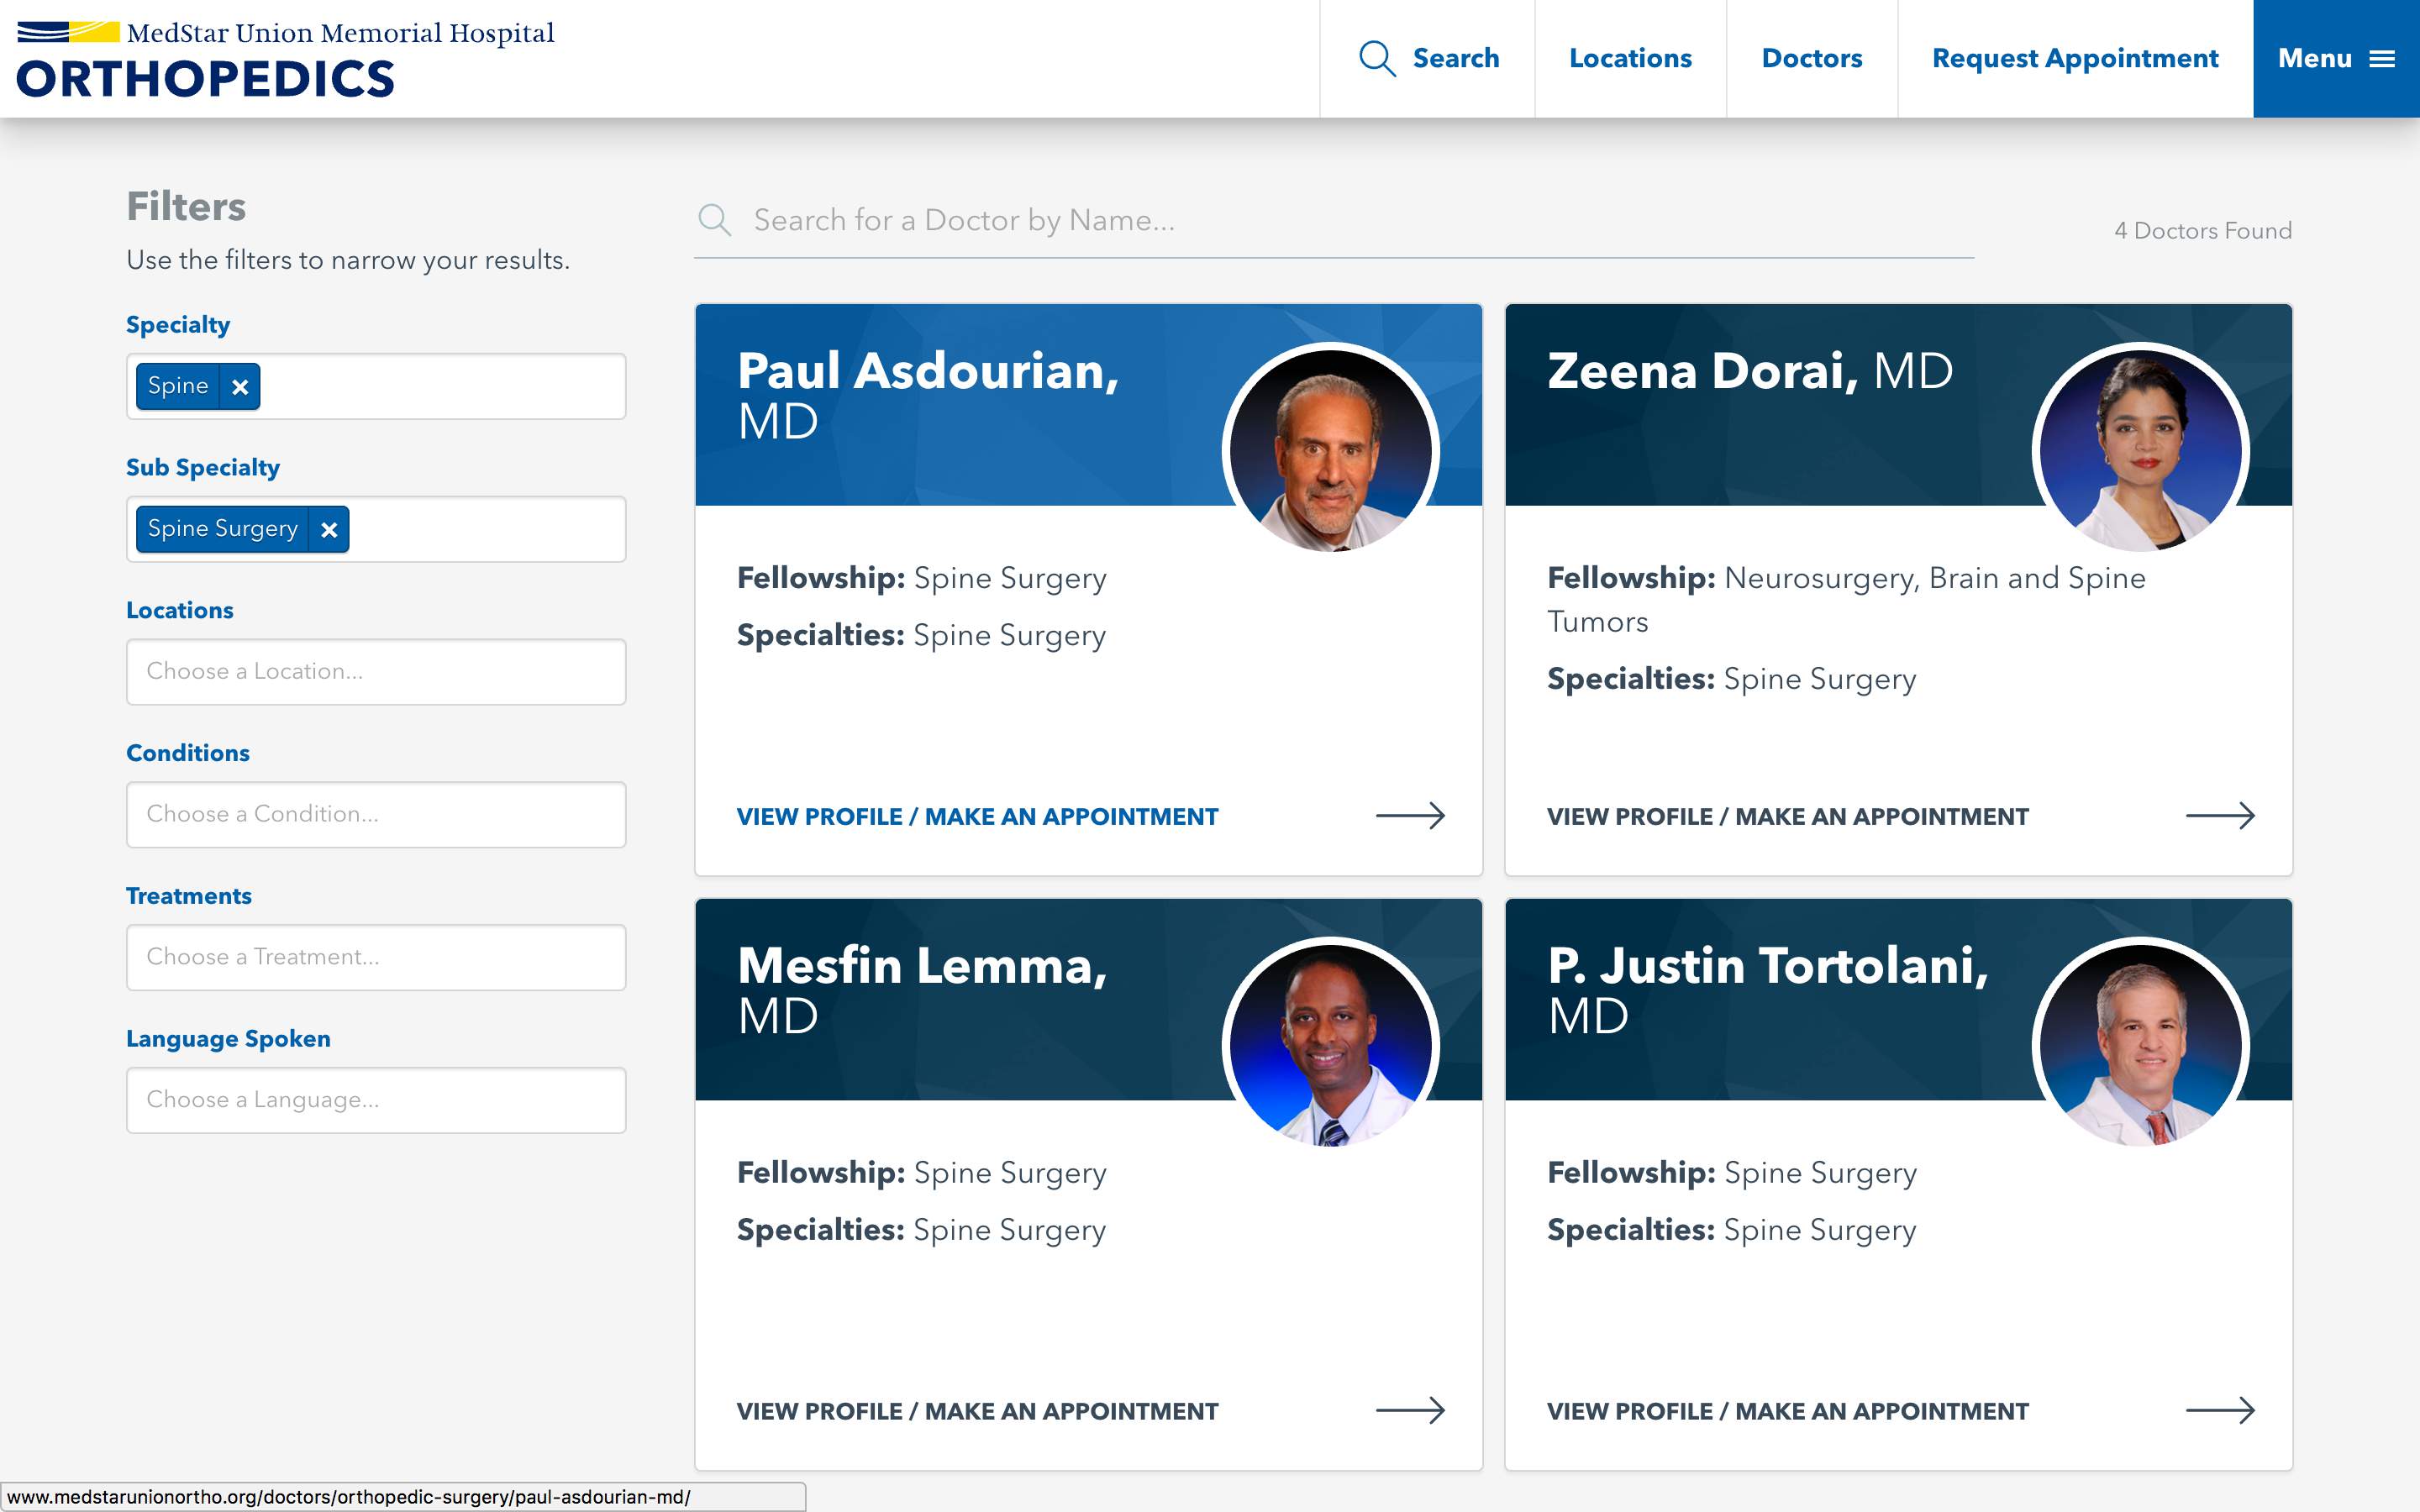 MedStar Union Memorial Hospital
ORTHOPEDICS
Search
Locations
Doctors
Request Appointment
Menu
Filters
Use the filters to narrow your results.
Specialty
Spine ×
Sub Specialty
Spine Surgery ×
Locations
Choose a Location...
Conditions
Choose a Condition...
Treatments
Choose a Treatment...
Language Spoken
Choose a Language...
Search for a Doctor by Name...
4 Doctors Found
Paul Asdourian,
MD
Fellowship: Spine Surgery
Specialties: Spine Surgery
VIEW PROFILE / MAKE AN APPOINTMENT
Zeena Dorai, MD
Fellowship: Neurosurgery, Brain and Spine
Tumors
Specialties: Spine Surgery
VIEW PROFILE / MAKE AN APPOINTMENT
Mesfin Lemma,
MD
Fellowship: Spine Surgery
Specialties: Spine Surgery
VIEW PROFILE / MAKE AN APPOINTMENT
P. Justin Tortolani,
MD
Fellowship: Spine Surgery
Specialties: Spine Surgery
VIEW PROFILE / MAKE AN APPOINTMENT
www.medstarunionortho.org/doctors/orthopedic-surgery/paul-asdourian-md/